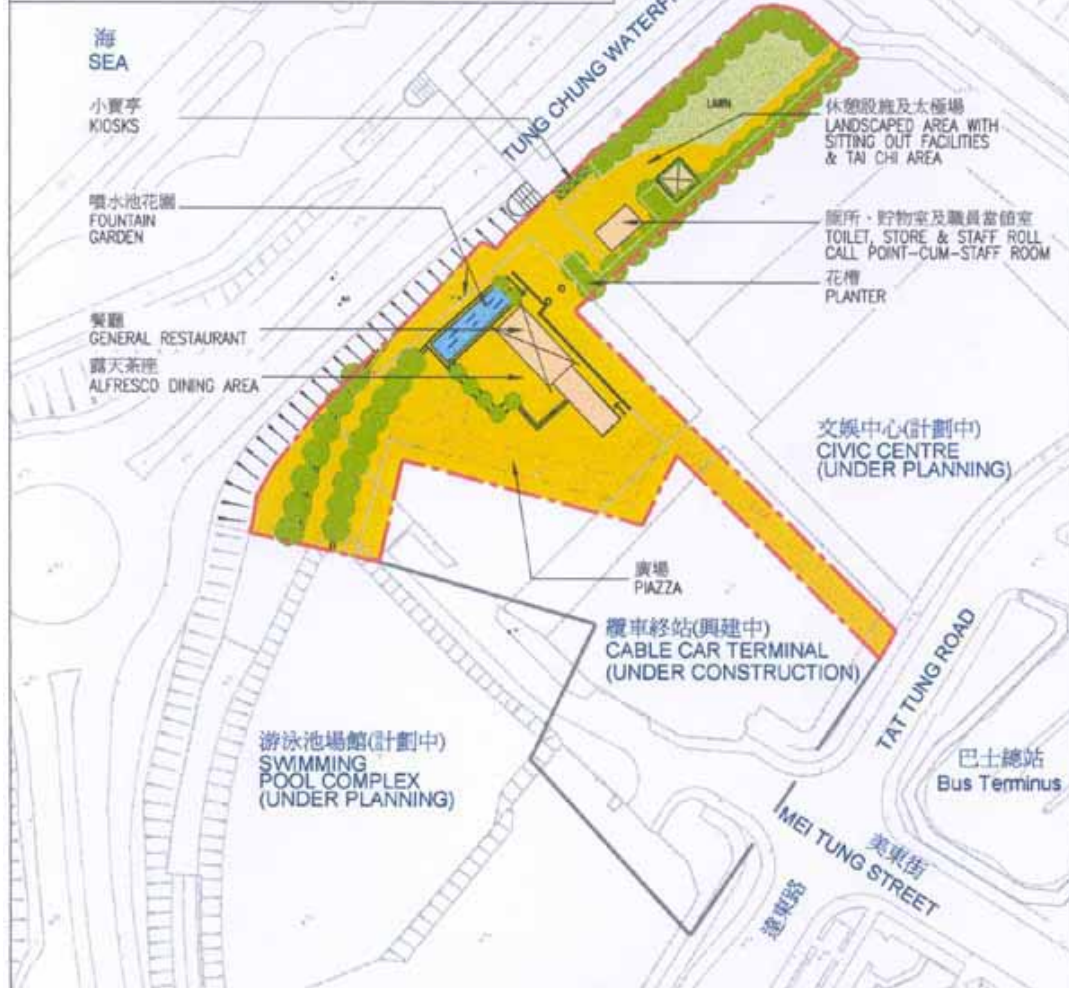 海
SEA
TUNG CHUNG WATERF
小賣亭
KIOSKS
LAWN
休憩設施及太極場
LANDSCAPED AREA WITH
SITTING OUT FACILITIES
& TAI CHI AREA
噴水池花園
FOUNTAIN
GARDEN
廁所、貯物室及職員當值室
TOILET, STORE & STAFF ROLL
CALL POINT-CUM-STAFF ROOM
花槽
PLANTER
餐廳
GENERAL RESTAURANT
露天茶座
ALFRESCO DINING AREA
文娛中心(計劃中)
CIVIC CENTRE
(UNDER PLANNING)
廣場
PIAZZA
纜車終站(興建中)
CABLE CAR TERMINAL
(UNDER CONSTRUCTION)
TAT TUNG ROAD
游泳池場館(計劃中)
SWIMMING
POOL COMPLEX
(UNDER PLANNING)
巴士總站
Bus Terminus
美東街
MEI TUNG STREET
達東路